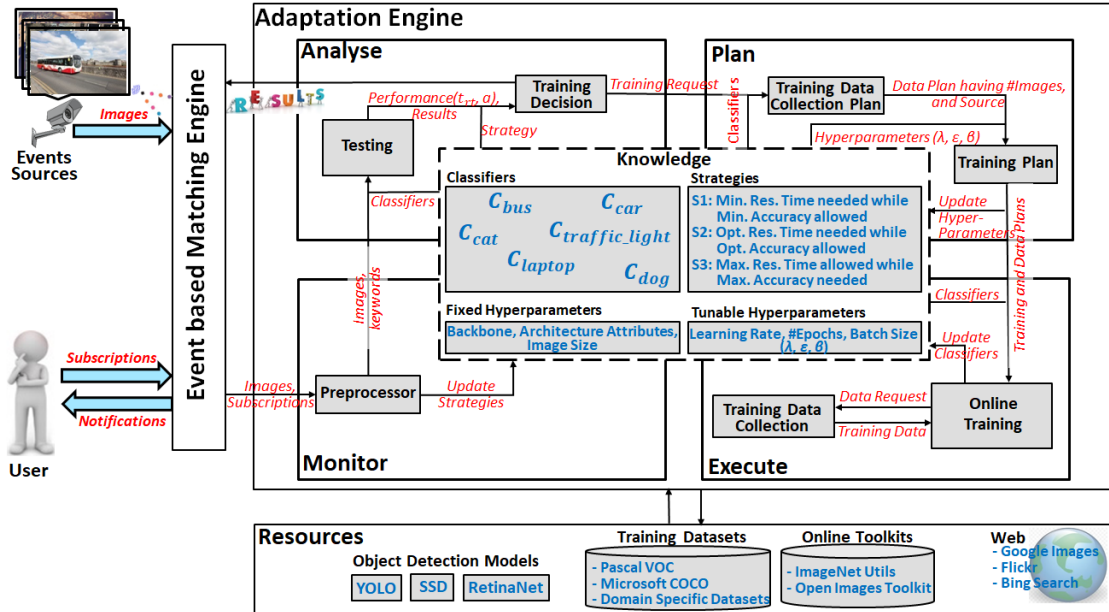 Adaptation Engine
Analyse
Plan
Images
Events
Sources
Event based Matching Engine
RESULTS
Performance(t_Trt, a),
Results
Training
Decision
Training Request
Strategy
Testing
Classifiers
Classifiers
Training Data
Collection Plan
Data Plan having #Images,
and Source
Hyperparameters (λ, ε, β)
Training Plan
Knowledge
Classifiers
C_bus
C_car
C_cat
C_traffic_light
C_laptop
C_dog
Strategies
S1: Min. Res. Time needed while
Min. Accuracy allowed
S2: Opt. Res. Time needed while
Opt. Accuracy allowed
S3: Max. Res. Time allowed while
Max. Accuracy needed
Update
Hyper-
Parameters
Training and Data Plans
Classifiers
Images,
keywords
Fixed Hyperparameters
Backbone, Architecture Attributes,
Image Size
Tunable Hyperparameters
Learning Rate, #Epochs, Batch Size
(λ, ε, β)
Update
Classifiers
Subscriptions
Notifications
User
Images,
Subscriptions
Preprocessor
Update
Strategies
Training Data
Collection
Data Request
Training Data
Online
Training
Monitor
Execute
Resources
Object Detection Models
YOLO
SSD
RetinaNet
Training Datasets
- Pascal VOC
- Microsoft COCO
- Domain Specific Datasets
Online Toolkits
- ImageNet Utils
- Open Images Toolkit
Web
- Google Images
- Flickr
- Bing Search